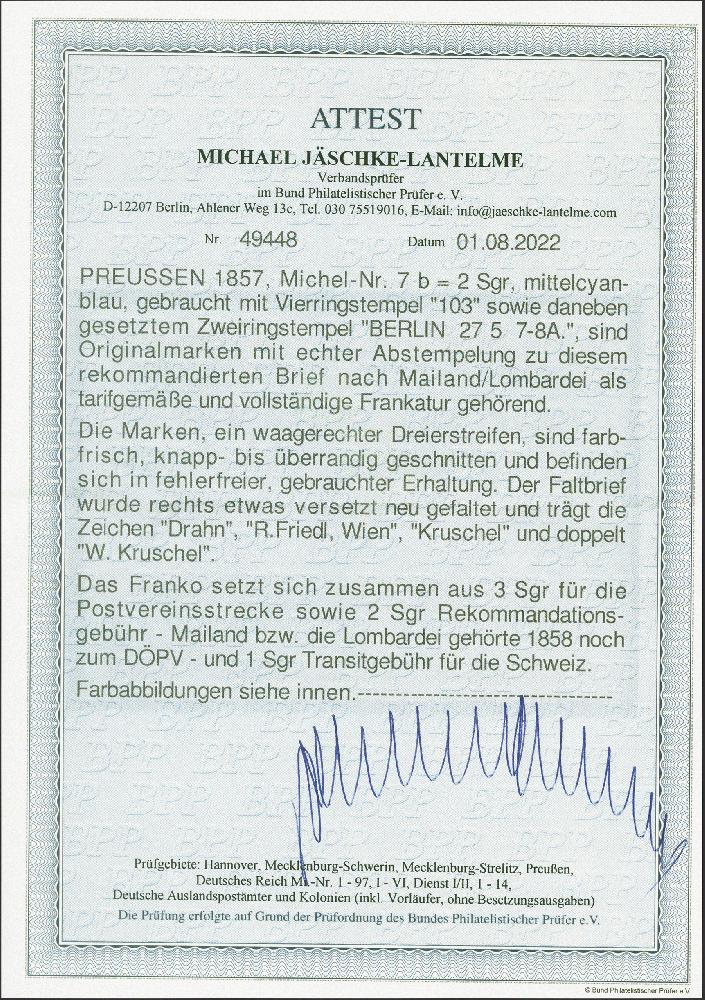 ATTEST
MICHAEL JÄSCHKE-LANTELME
Verbandsprüfer
im Bund Philatelistischer Prüfer e. V.
D-12207 Berlin, Ahlener Weg 13c, Tel. 030 75519016, E-Mail: info@jaeschke-lantelme.com
Nr. 49448 Datum 01.08.2022
PREUSSEN 1857, Michel-Nr. 7 b = 2 Sgr, mittelcyan-
blau, gebraucht mit Vierringstempel "103" sowie daneben
gesetztem Zweiringstempel "BERLIN 27 5 7-8A.", sind
Originalmarken mit echter Abstempelung zu diesem
rekommandierten Brief nach Mailand/Lombardei als
tarifgemäße und vollständige Frankatur gehörend.
Die Marken, ein waagerechter Dreierstreifen, sind farb-
frisch, knapp- bis überrandig geschnitten und befinden
sich in fehlerfreier, gebrauchter Erhaltung. Der Faltbrief
wurde rechts etwas versetzt neu gefaltet und trägt die
Zeichen "Drahn", "R.Friedl, Wien", "Kruschel" und doppelt
"W. Kruschel".
Das Franko setzt sich zusammen aus 3 Sgr für die
Postvereinsstrecke sowie 2 Sgr Rekommandations-
gebühr - Mailand bzw. die Lombardei gehörte 1858 noch
zum DÖPV - und 1 Sgr Transitgebühr für die Schweiz.
Farbabbildungen siehe innen.------------------------------
Prüfgebiete: Hannover, Mecklenburg-Schwerin, Mecklenburg-Strelitz, Preußen,
Deutsches Reich Mi.-Nr. 1 - 97, I - VI, Dienst I/II, 1 - 14,
Deutsche Auslandspostämter und Kolonien (inkl. Vorläufer, ohne Besetzungsausgaben)
Die Prüfung erfolgte auf Grund der Prüfordnung des Bundes Philatelistischer Prüfer e.V.
© Bund Philatelistischer Prüfer e.V.